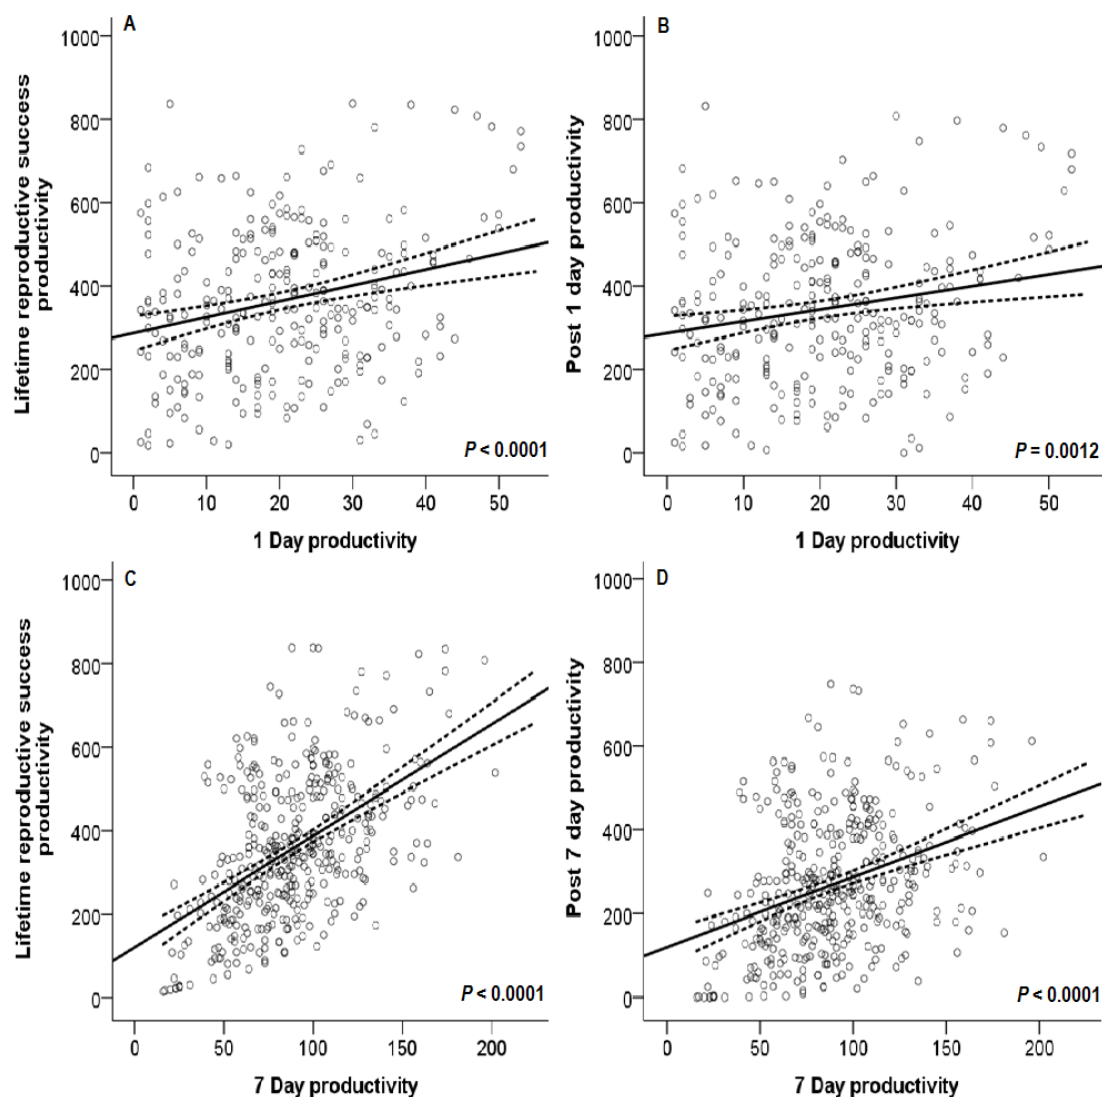 A
1000
800
600
400
200
0
Lifetime reproductive success
productivity
P < 0.0001
0 10 20 30 40 50
1 Day productivity
B
1000
800
600
400
200
0
Post 1 day productivity
P = 0.0012
0 10 20 30 40 50
1 Day productivity
C
1000
800
600
400
200
0
Lifetime reproductive success
productivity
P < 0.0001
0 50 100 150 200
7 Day productivity
D
1000
800
600
400
200
0
Post 7 day productivity
P < 0.0001
0 50 100 150 200
7 Day productivity